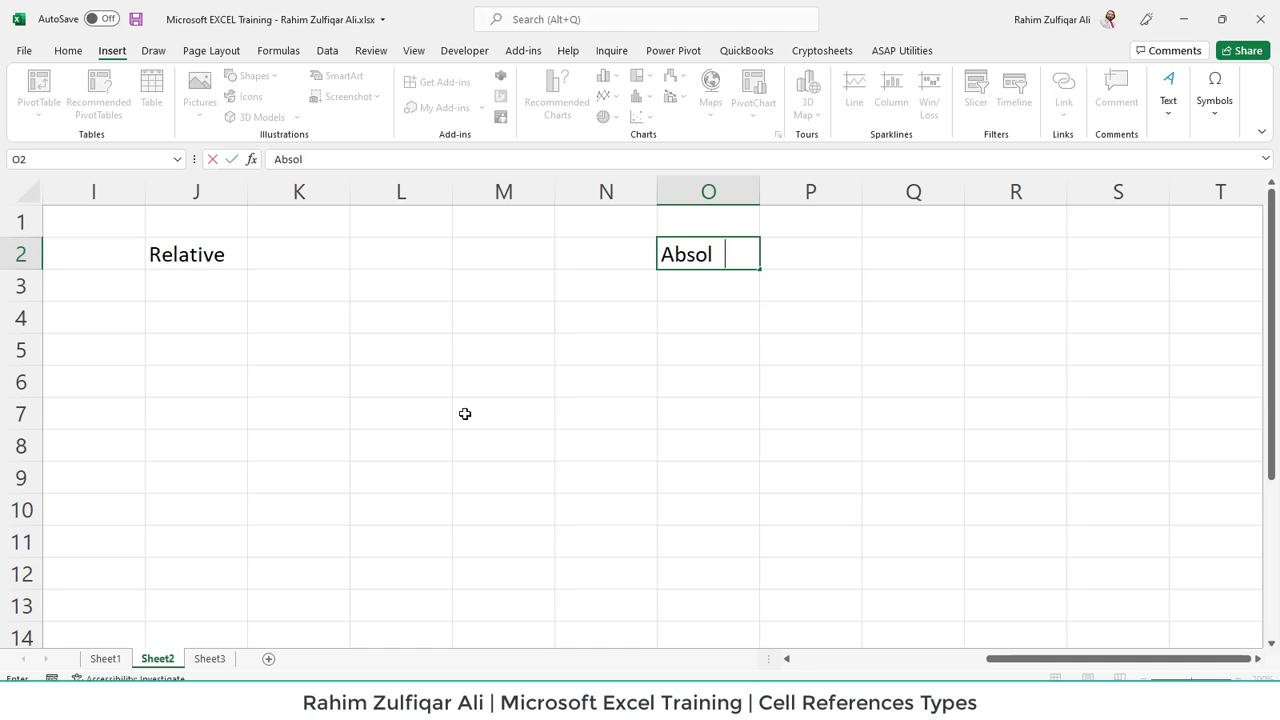 AutoSave Off Microsoft EXCEL Training - Rahim Zulfiqar Ali.xlsx Search (Alt+Q) Rahim Zulfiqar Ali
File Home Insert Draw Page Layout Formulas Data Review View Developer Add-ins Help Inquire Power Pivot QuickBooks Cryptosheets ASAP Utilities Comments Share
PivotTable Recommended PivotTables Table Pictures Shapes Icons 3D Models SmartArt Screenshot Get Add-ins My Add-ins Recommended Charts Maps PivotChart 3D Map Line Column Win/Loss Slicer Timeline Link Comment Text Symbols
Tables Illustrations Add-ins Charts Tours Sparklines Filters Links Comments
O2 fx Absol
I J K L M N O P Q R S T
1
2 Relative Absol
3
4
5
6
7
8
9
10
11
12
13
14
Sheet1 Sheet2 Sheet3
Enter Accessibility: Investigate 200%
Rahim Zulfiqar Ali | Microsoft Excel Training | Cell References Types